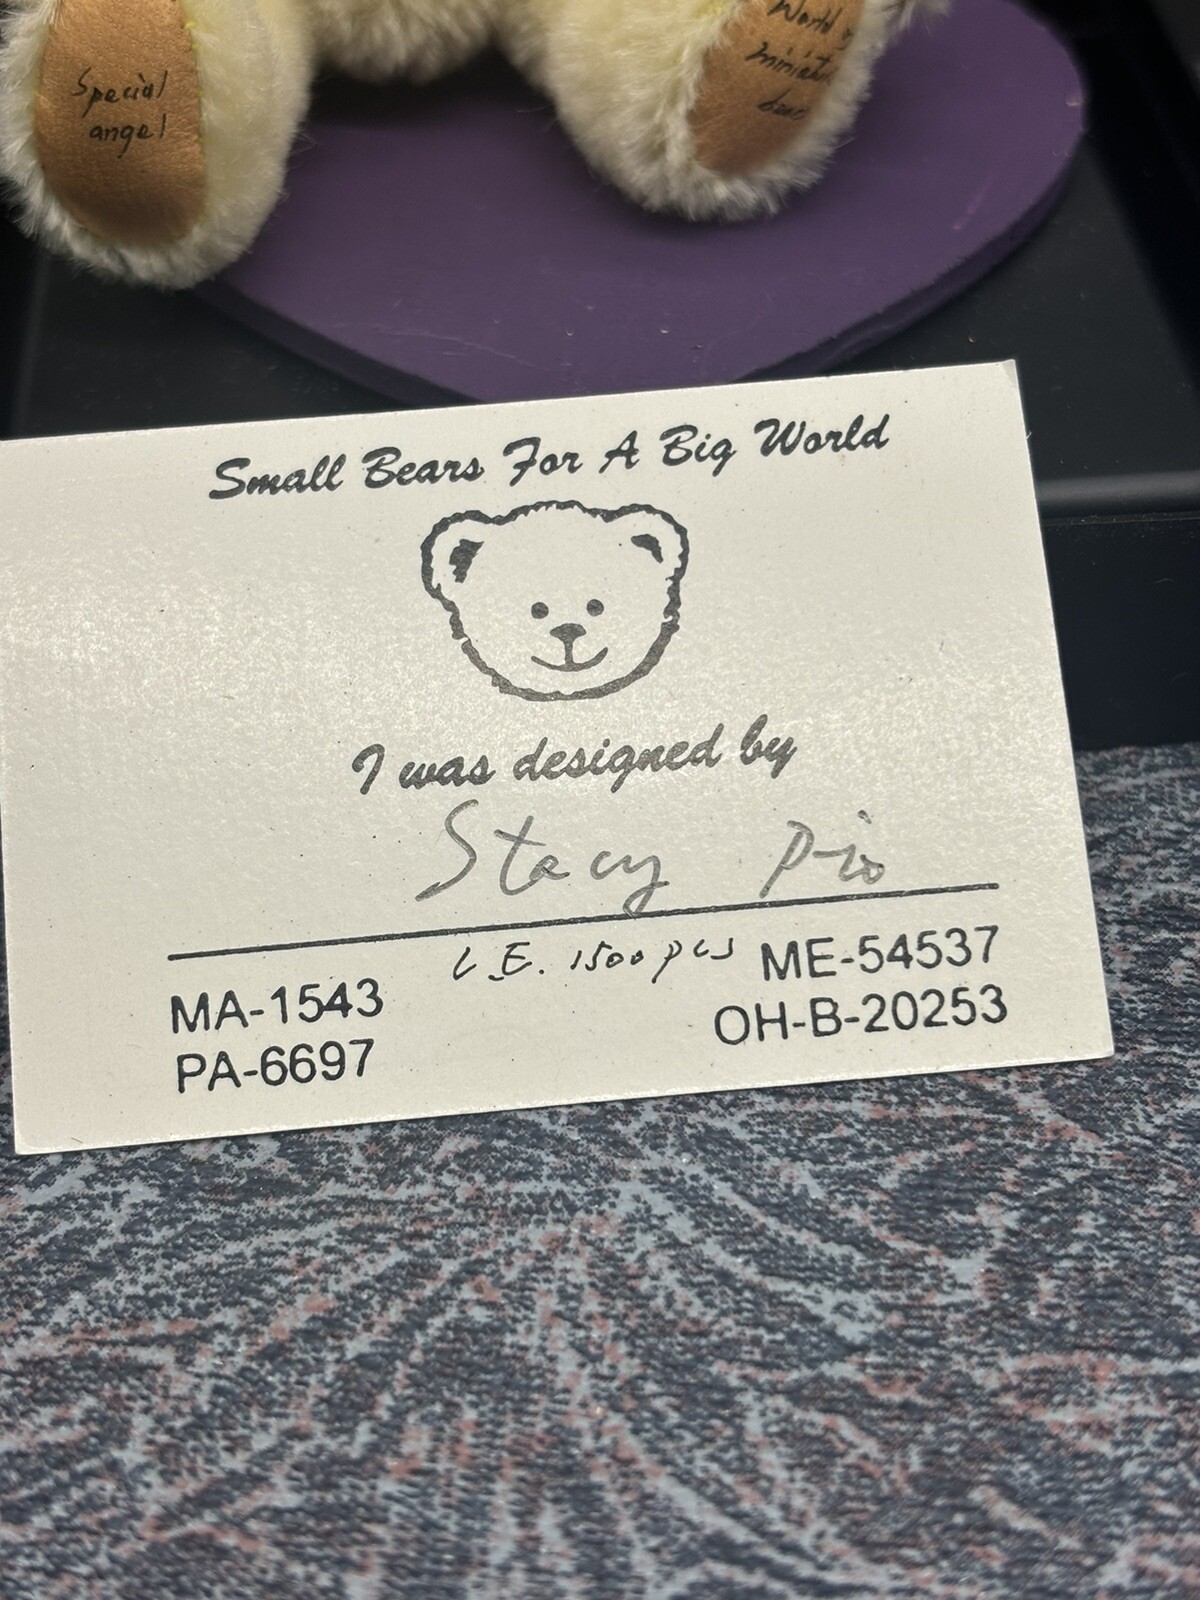 Special
angel
World's
miniature
bear
Small Bears For A Big World
I was designed by
Stacy Pio
L.E. 1500 pcs
MA-1543
ME-54537
PA-6697
OH-B-20253